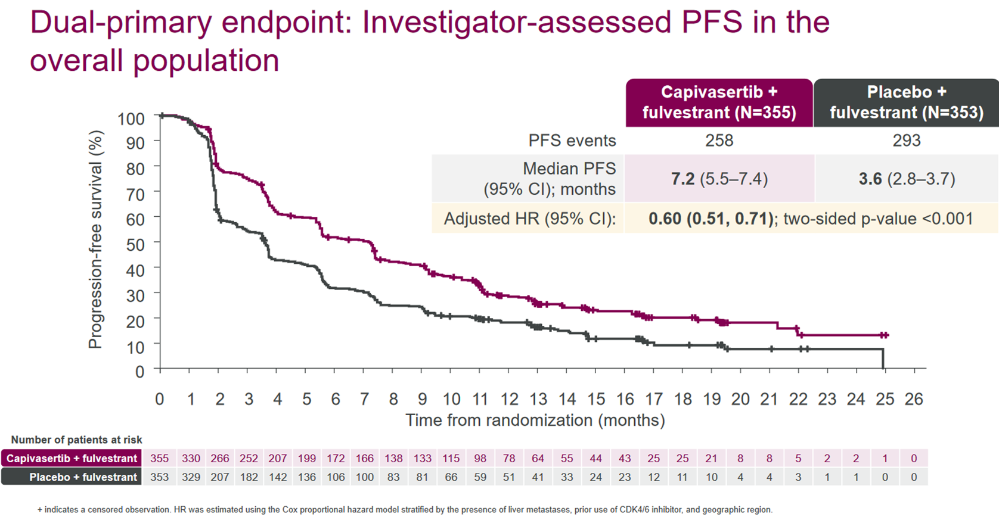 Dual-primary endpoint: Investigator-assessed PFS in the
overall population
Capivasertib +
fulvestrant (N=355)
Placebo +
fulvestrant (N=353)
PFS events 258 293
Median PFS
(95% CI); months
7.2 (5.5–7.4) 3.6 (2.8–3.7)
Adjusted HR (95% CI): 0.60 (0.51, 0.71); two-sided p-value <0.001
Progression-free survival (%)
100
90
80
70
60
50
40
30
20
10
0
0 1 2 3 4 5 6 7 8 9 10 11 12 13 14 15 16 17 18 19 20 21 22 23 24 25 26
Time from randomization (months)
Number of patients at risk
Capivasertib + fulvestrant 355 330 266 252 207 199 172 166 138 133 115 98 78 64 55 44 43 25 25 21 8 8 5 2 2 1 0
Placebo + fulvestrant 353 329 207 182 142 136 106 100 83 81 66 59 51 41 33 24 23 12 11 10 4 4 3 1 1 0 0
+ indicates a censored observation. HR was estimated using the Cox proportional hazard model stratified by the presence of liver metastases, prior use of CDK4/6 inhibitor, and geographic region.